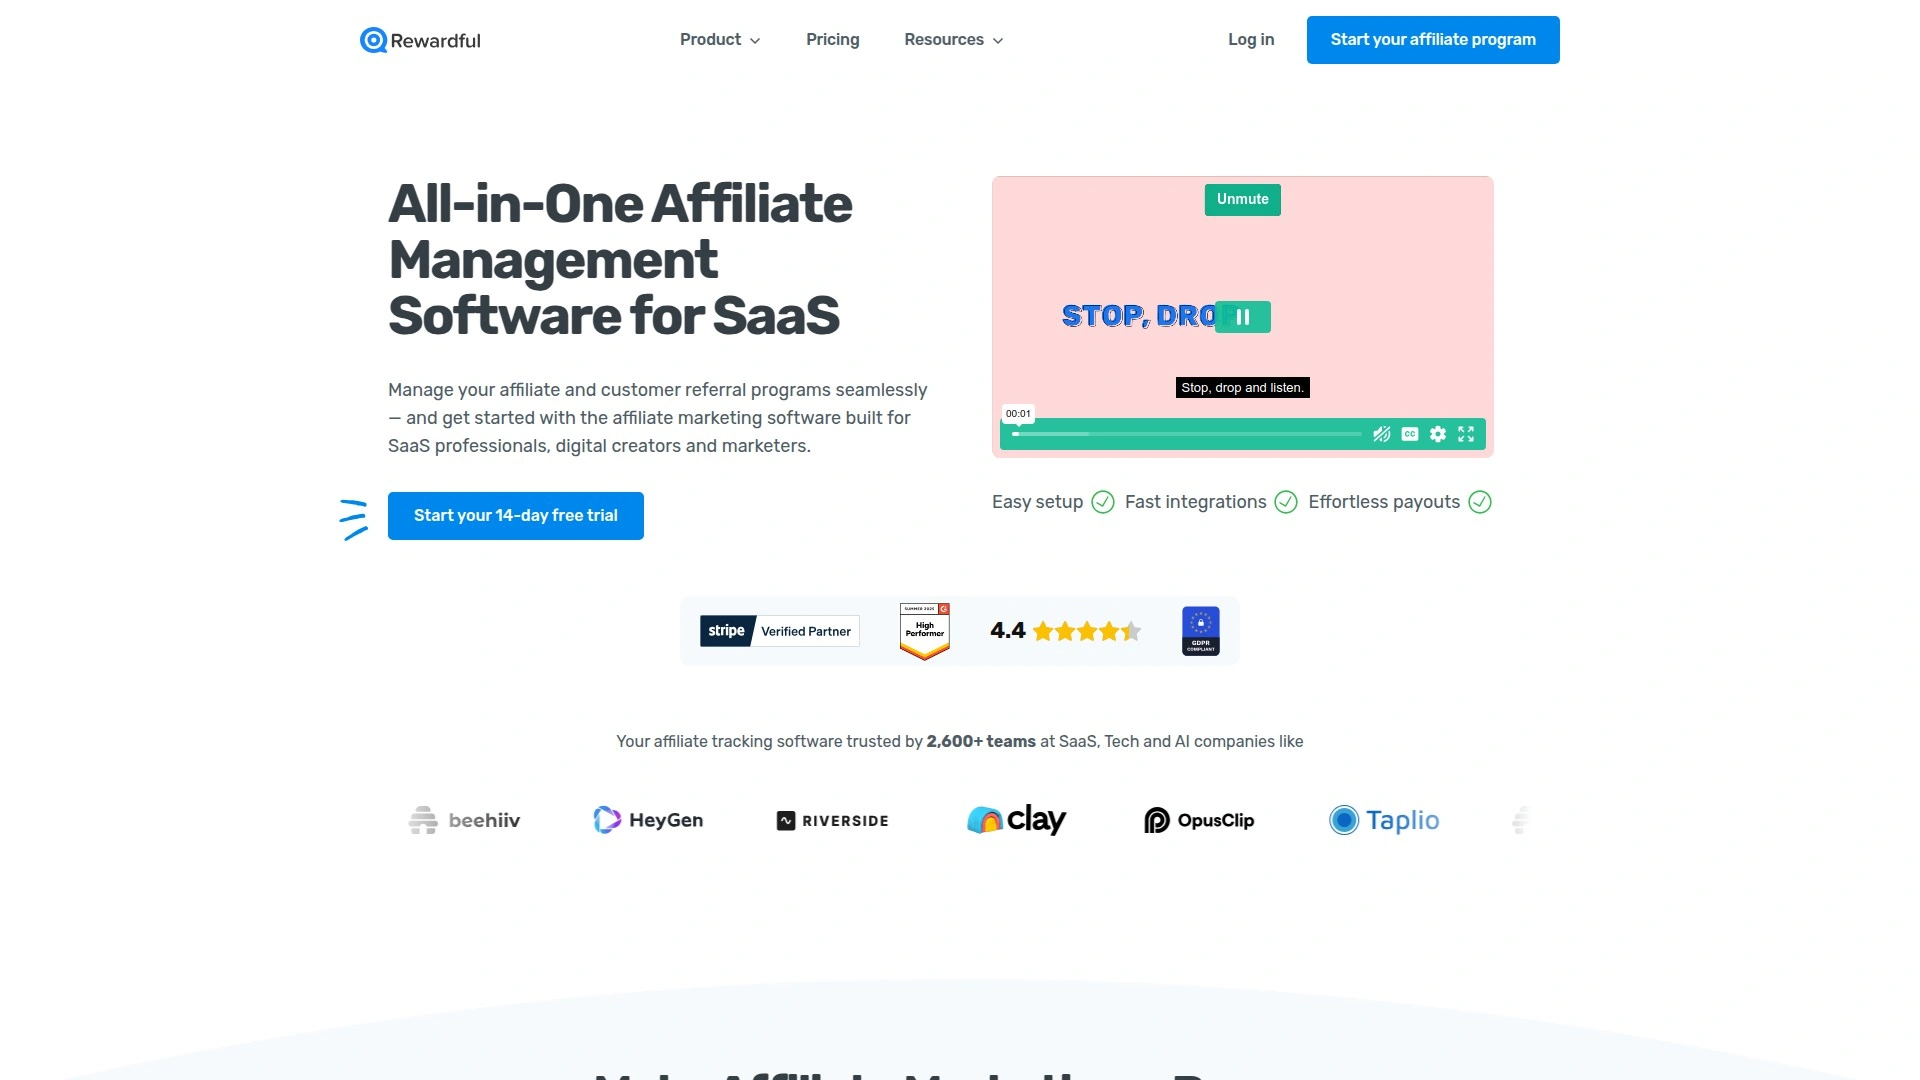 Rewardful
Product
Pricing
Resources
Log in
Start your affiliate program
All-in-One Affiliate
Management
Software for SaaS
Manage your affiliate and customer referral programs seamlessly
— and get started with the affiliate marketing software built for
SaaS professionals, digital creators and marketers.
Start your 14-day free trial
Unmute
STOP, DROP
Stop, drop and listen.
00:01
CC
Easy setup
Fast integrations
Effortless payouts
stripe
Verified Partner
SUMMER 2025
High
Performer
4.4
GDPR
COMPLIANT
Your affiliate tracking software trusted by 2,600+ teams at SaaS, Tech and AI companies like
beehiiv
HeyGen
RIVERSIDE
clay
OpusClip
Taplio